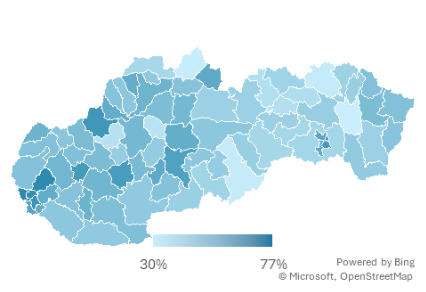 30%
77%
Powered by Bing
© Microsoft, OpenStreetMap